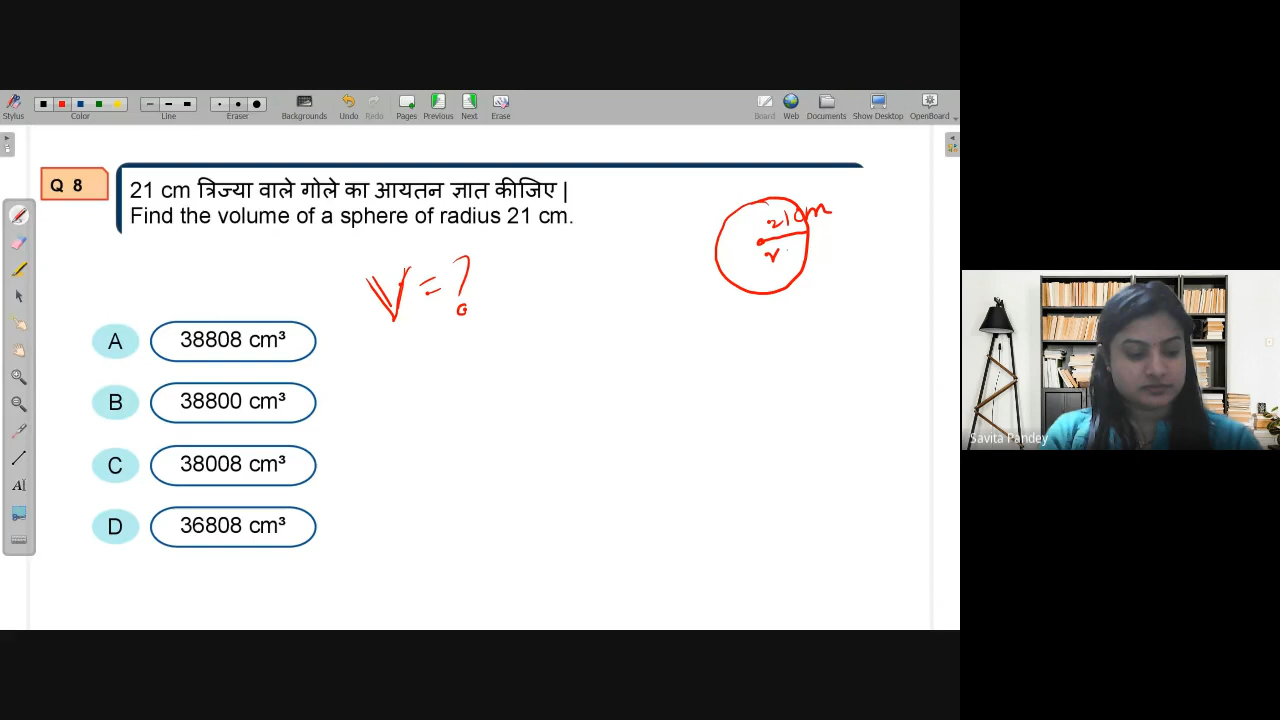 Stylus
Color
Line
Eraser
Backgrounds
Undo
Redo
Pages
Previous
Next
Erase
Board
Web
Documents
Show Desktop
OpenBoard
Q 8
21 cm त्रिज्या वाले गोले का आयतन ज्ञात कीजिए |
Find the volume of a sphere of radius 21 cm.
21 cm
r
V = ?
A 38808 cm³
B 38800 cm³
C 38008 cm³
D 36808 cm³
Savita Pandey